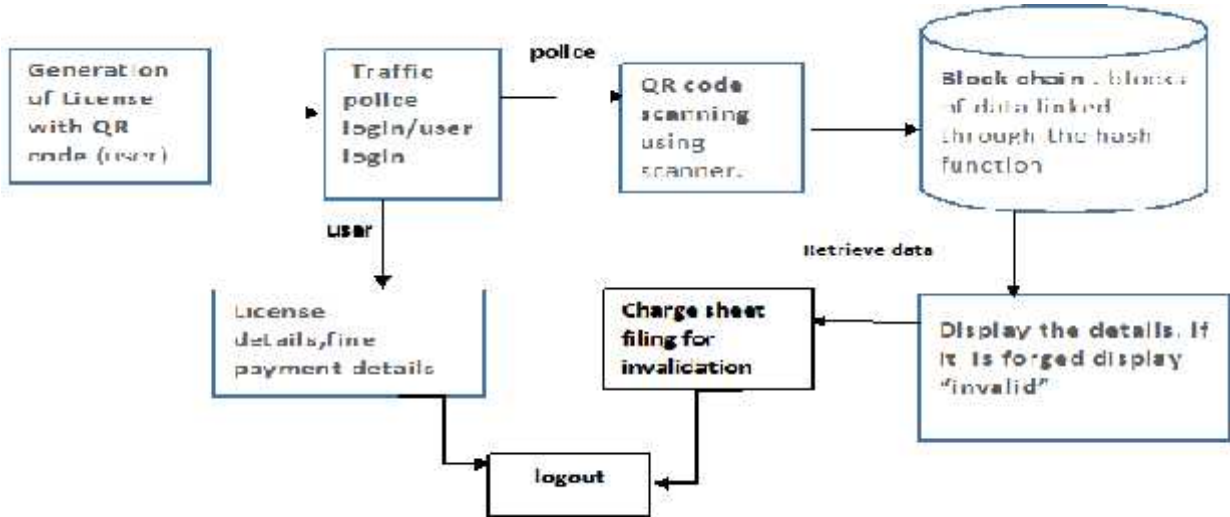 Generation
of License
with QR
code (user)
Traffic
police
login/user
login
police
QR code
scanning
using
scanner.
Block chain . blocks
of data linked
through the hash
function
user
Retrieve data
License
details,fine
payment details
Charge sheet
filing for
invalidation
Display the details. If
it is forged display
“invalid”
logout